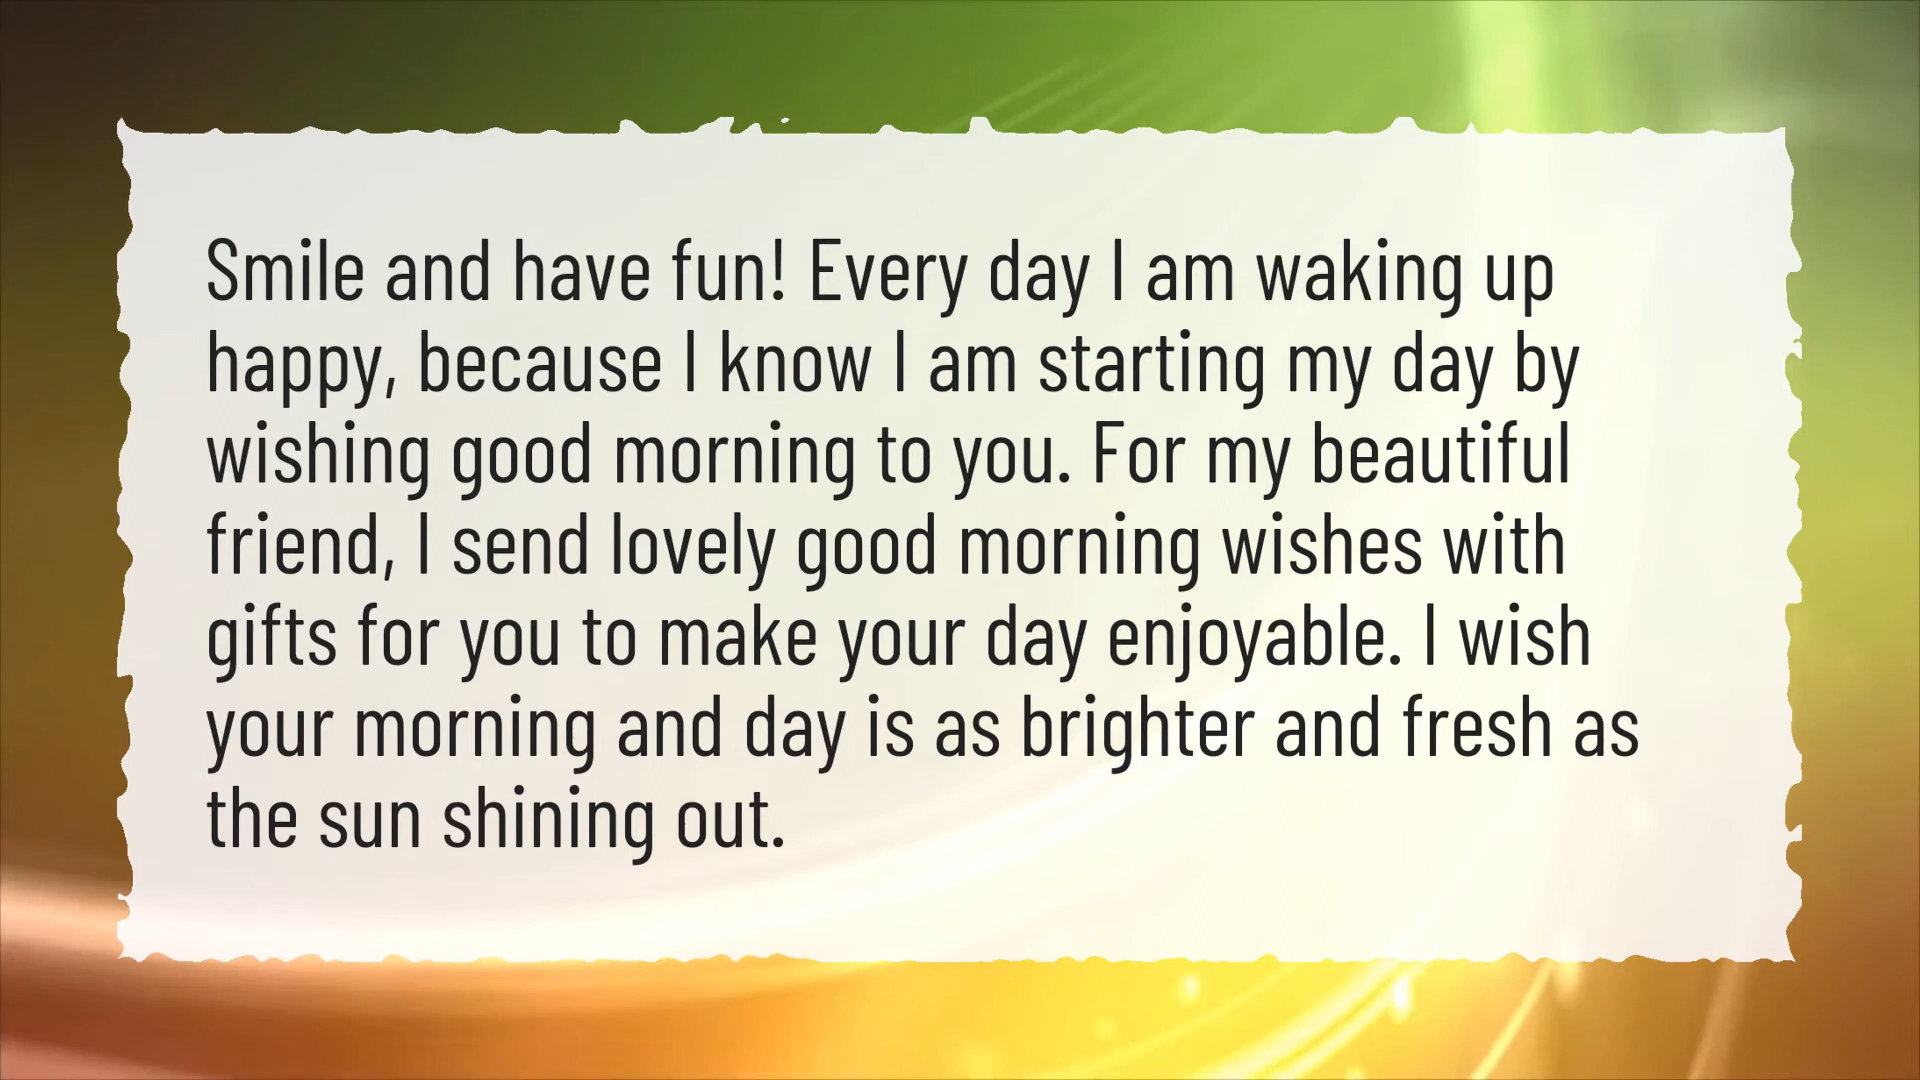 Smile and have fun! Every day I am waking up
happy, because I know I am starting my day by
wishing good morning to you. For my beautiful
friend, I send lovely good morning wishes with
gifts for you to make your day enjoyable. I wish
your morning and day is as brighter and fresh as
the sun shining out.